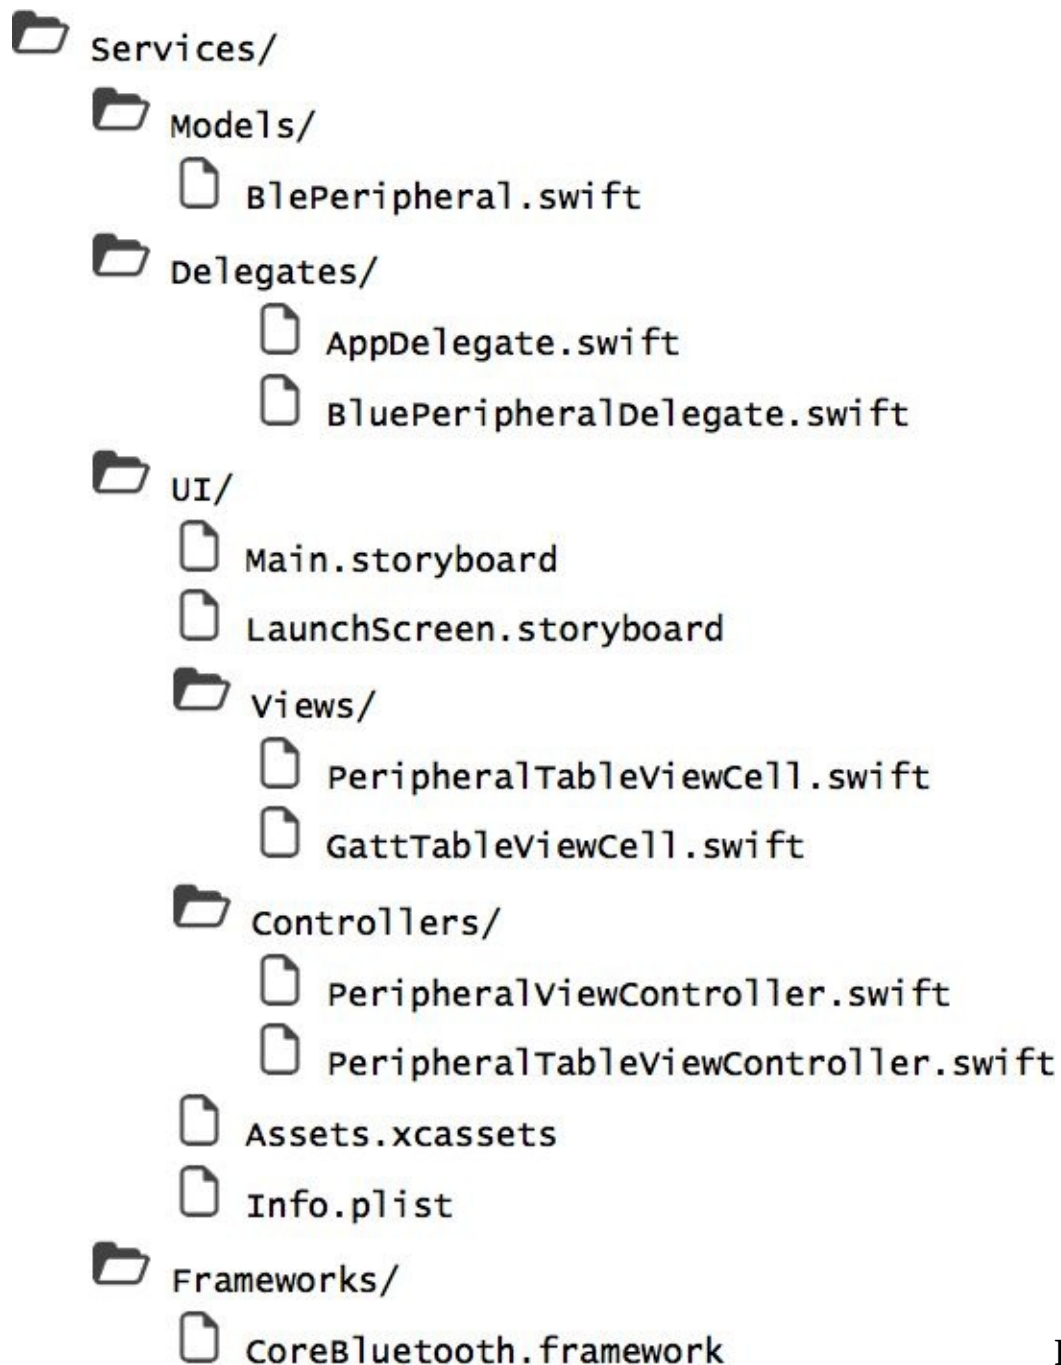 Services/
Models/
BlePeripheral.swift
Delegates/
AppDelegate.swift
BluePeripheralDelegate.swift
UI/
Main.storyboard
LaunchScreen.storyboard
Views/
PeripheralTableViewCell.swift
GattTableViewCell.swift
Controllers/
PeripheralViewController.swift
PeripheralTableViewController.swift
Assets.xcassets
Info.plist
Frameworks/
CoreBluetooth.framework